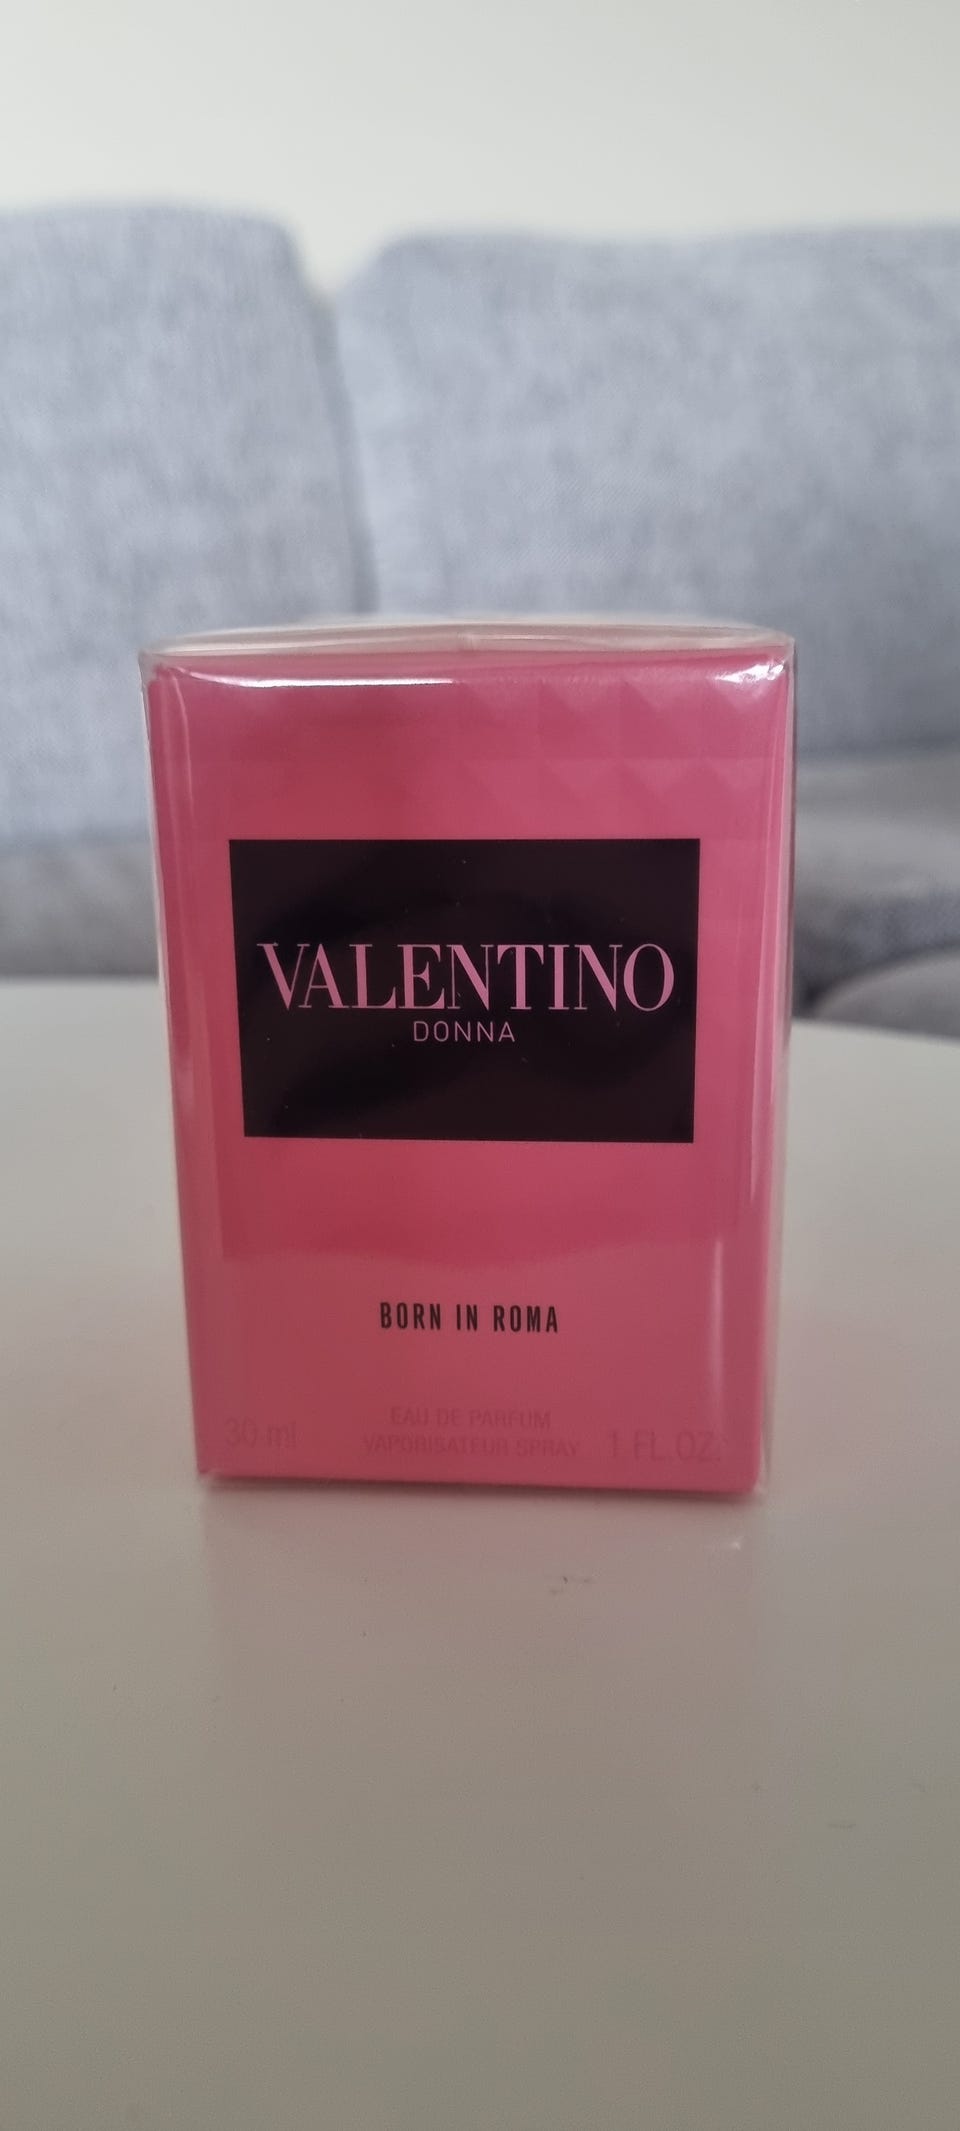 VALENTINO
DONNA
BORN IN ROMA
EAU DE PARFUM
30 ml VAPORISATEUR SPRAY 1 FL.OZ.